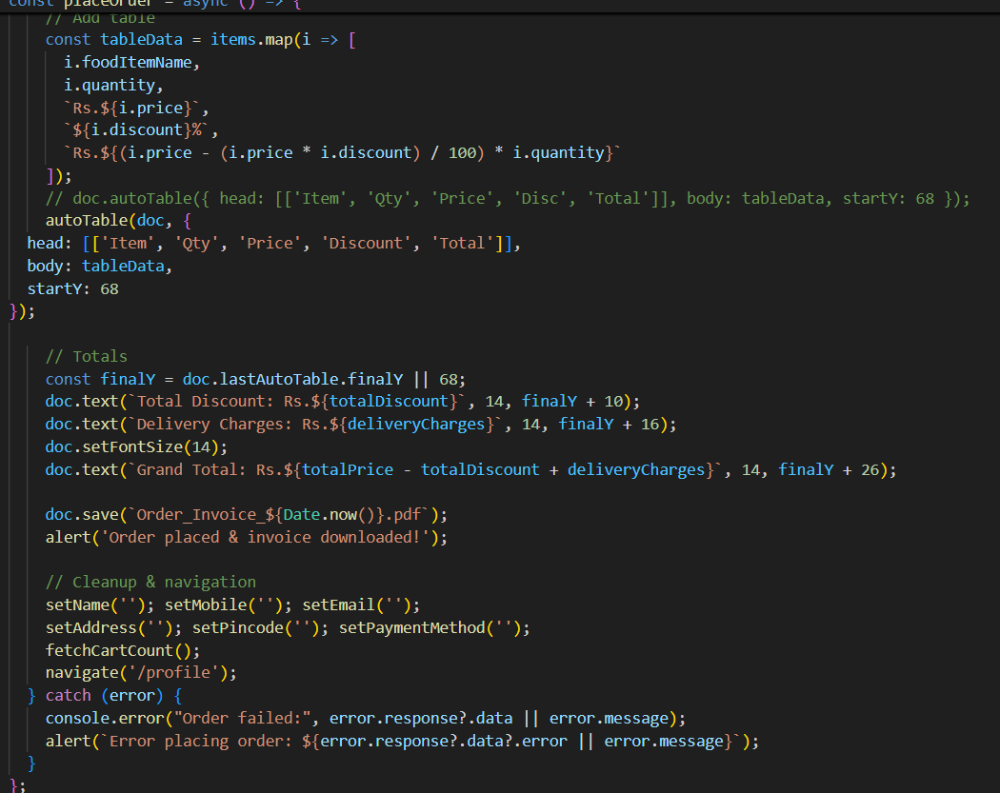 const placeOrder = async () => {
// Add table
const tableData = items.map(i => [
i.foodItemName,
i.quantity,
`Rs.${i.price}`,
`${i.discount}%`,
`Rs.${(i.price - (i.price * i.discount) / 100) * i.quantity}`
]);
// doc.autoTable({ head: [['Item', 'Qty', 'Price', 'Disc', 'Total']], body: tableData, startY: 68 });
autoTable(doc, {
head: [['Item', 'Qty', 'Price', 'Discount', 'Total']],
body: tableData,
startY: 68
});
// Totals
const finalY = doc.lastAutoTable.finalY || 68;
doc.text(`Total Discount: Rs.${totalDiscount}`, 14, finalY + 10);
doc.text(`Delivery Charges: Rs.${deliveryCharges}`, 14, finalY + 16);
doc.setFontSize(14);
doc.text(`Grand Total: Rs.${totalPrice - totalDiscount + deliveryCharges}`, 14, finalY + 26);
doc.save(`Order_Invoice_${Date.now()}.pdf`);
alert('Order placed & invoice downloaded!');
// Cleanup & navigation
setName(''); setMobile(''); setEmail('');
setAddress(''); setPincode(''); setPaymentMethod('');
fetchCartCount();
navigate('/profile');
} catch (error) {
console.error("Order failed:", error.response?.data || error.message);
alert(`Error placing order: ${error.response?.data?.error || error.message}`);
}
};